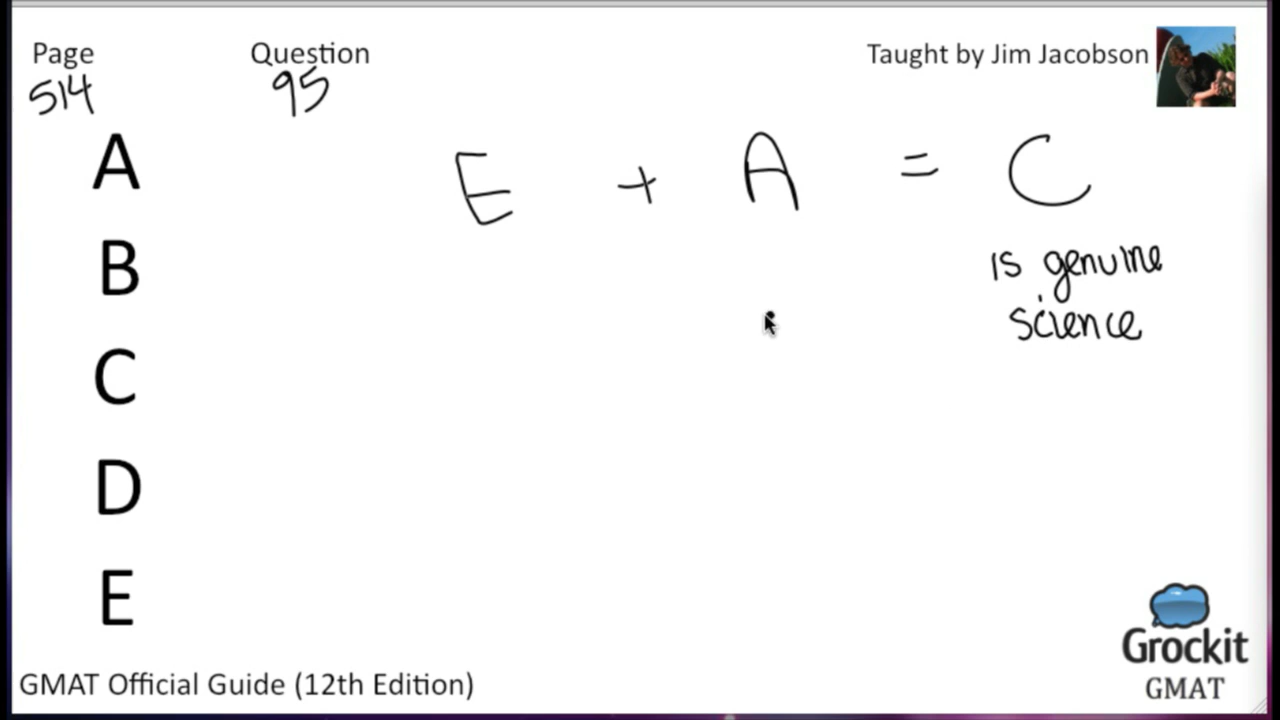 Page Question Taught by Jim Jacobson
514 95
A
E + A = C
B
is genuine
science
C
D
E
Grockit
GMAT
GMAT Official Guide (12th Edition)